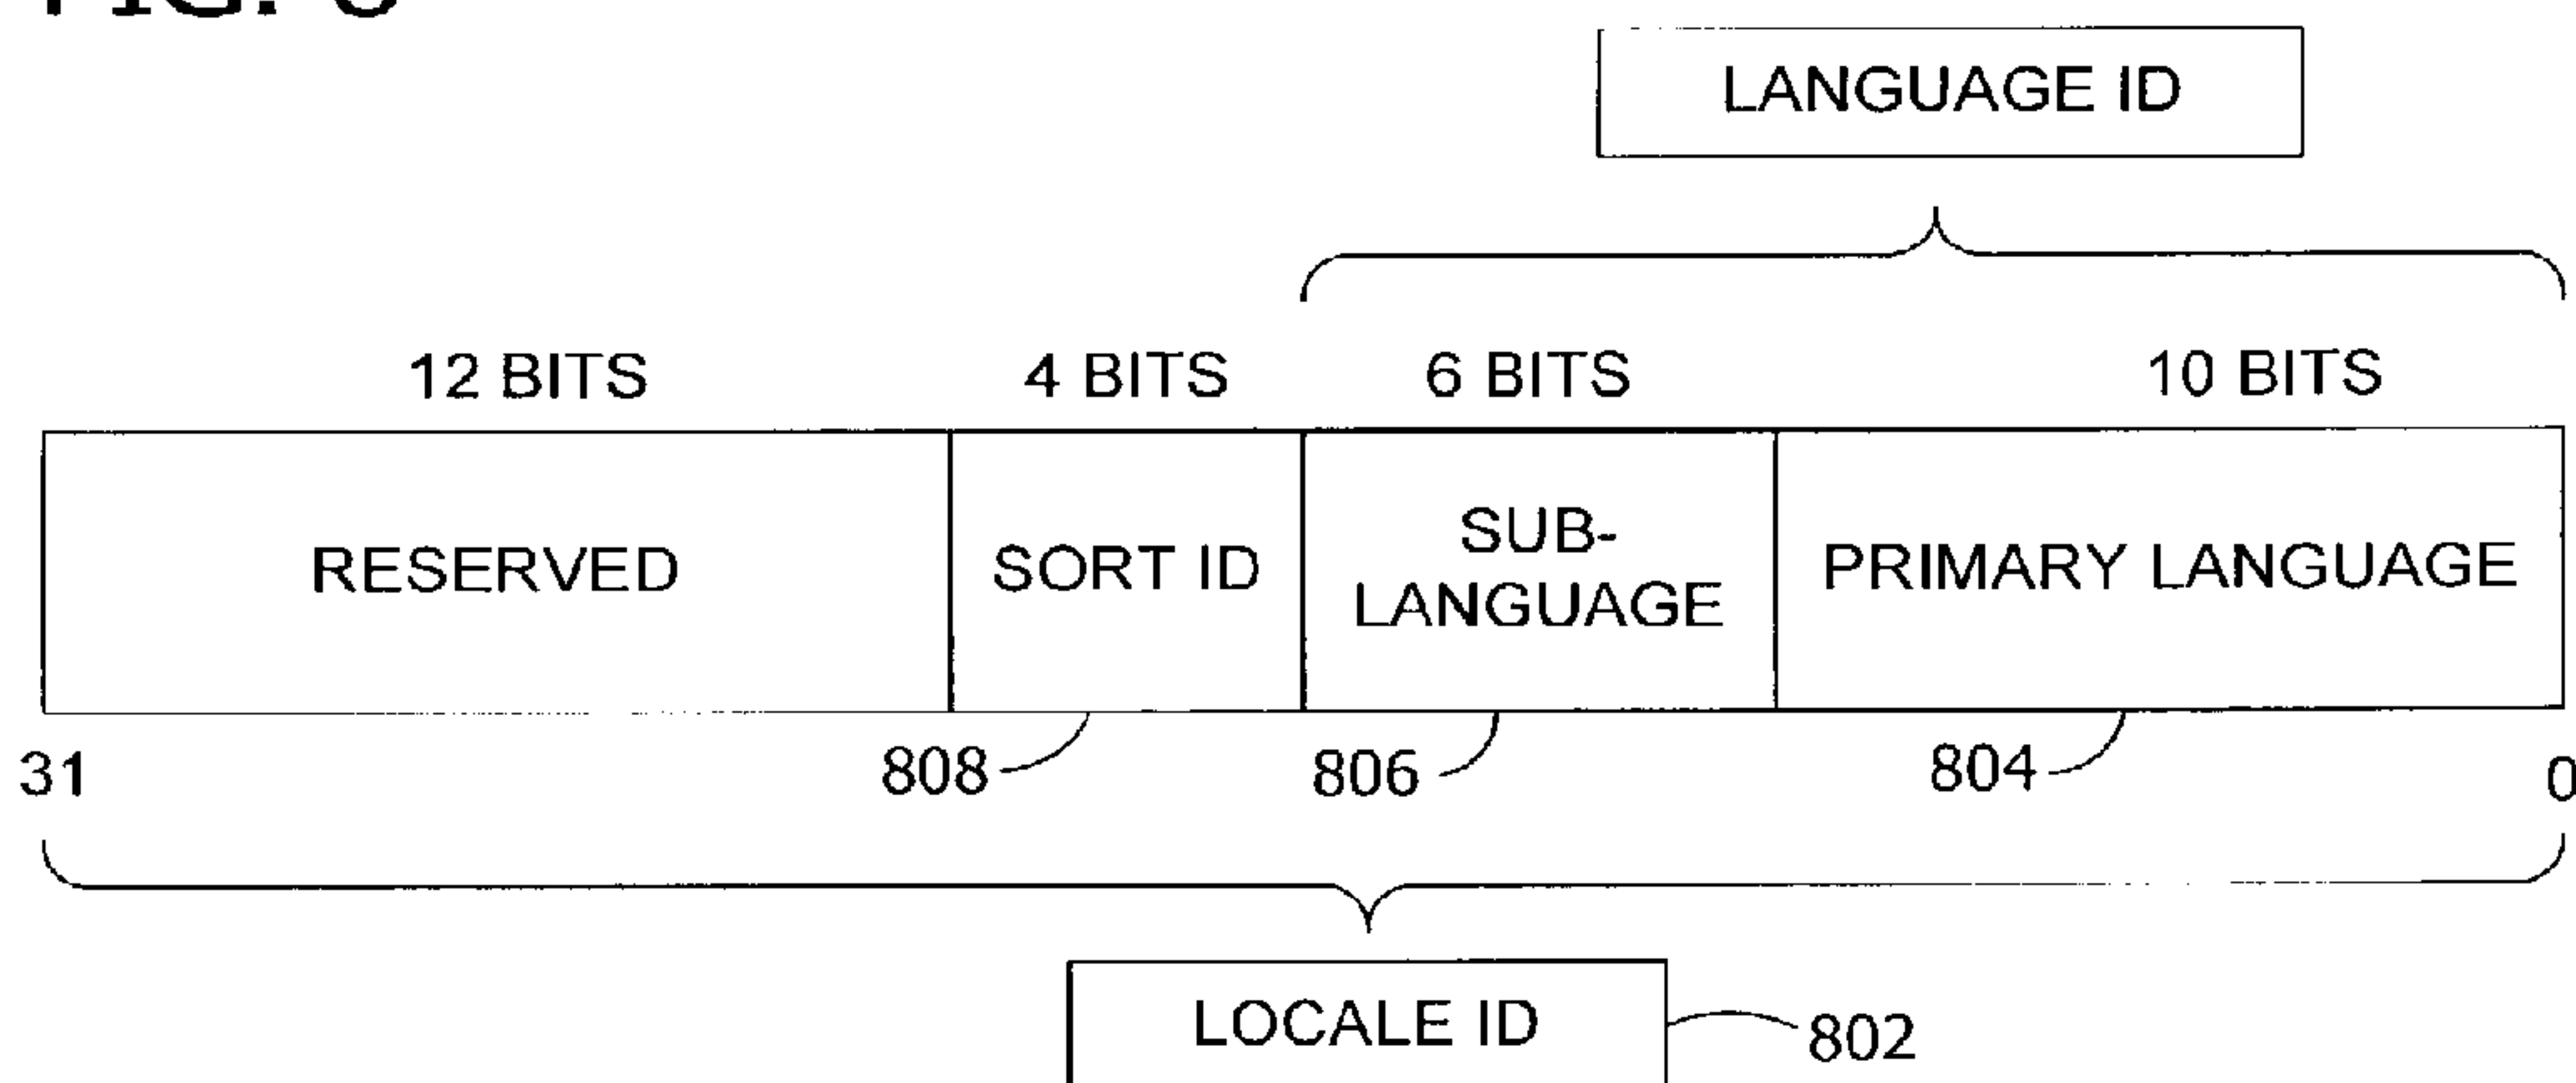 LANGUAGE ID
12 BITS 4 BITS 6 BITS 10 BITS
RESERVED
SORT ID
SUB-
LANGUAGE
PRIMARY LANGUAGE
31 808 806 804 0
LOCALE ID
802